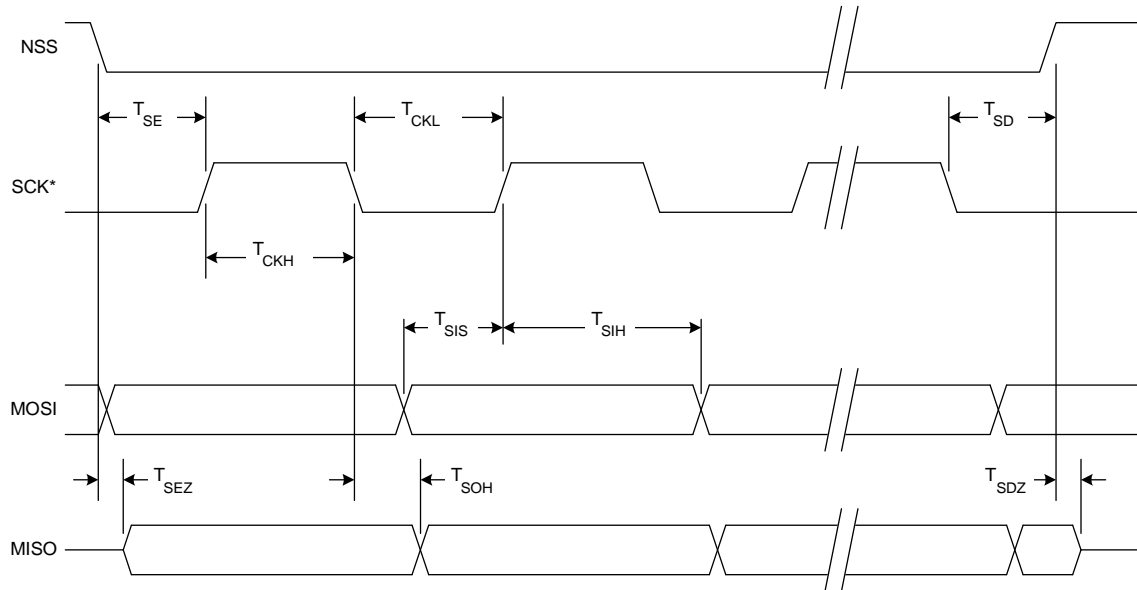 NSS
T_SE
T_CKL
T_SD
SCK*
T_CKH
T_SIS
T_SIH
MOSI
T_SEZ
T_SOH
T_SDZ
MISO